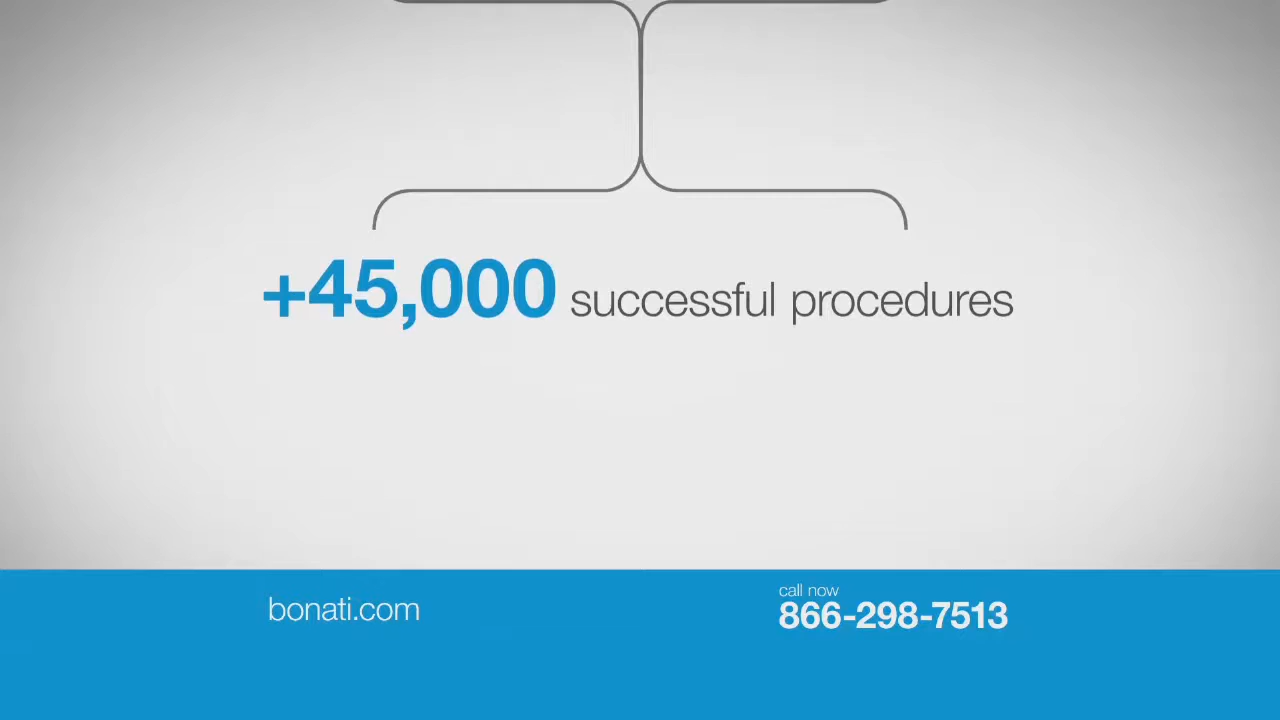 +45,000 successful procedures
bonati.com
call now
866-298-7513